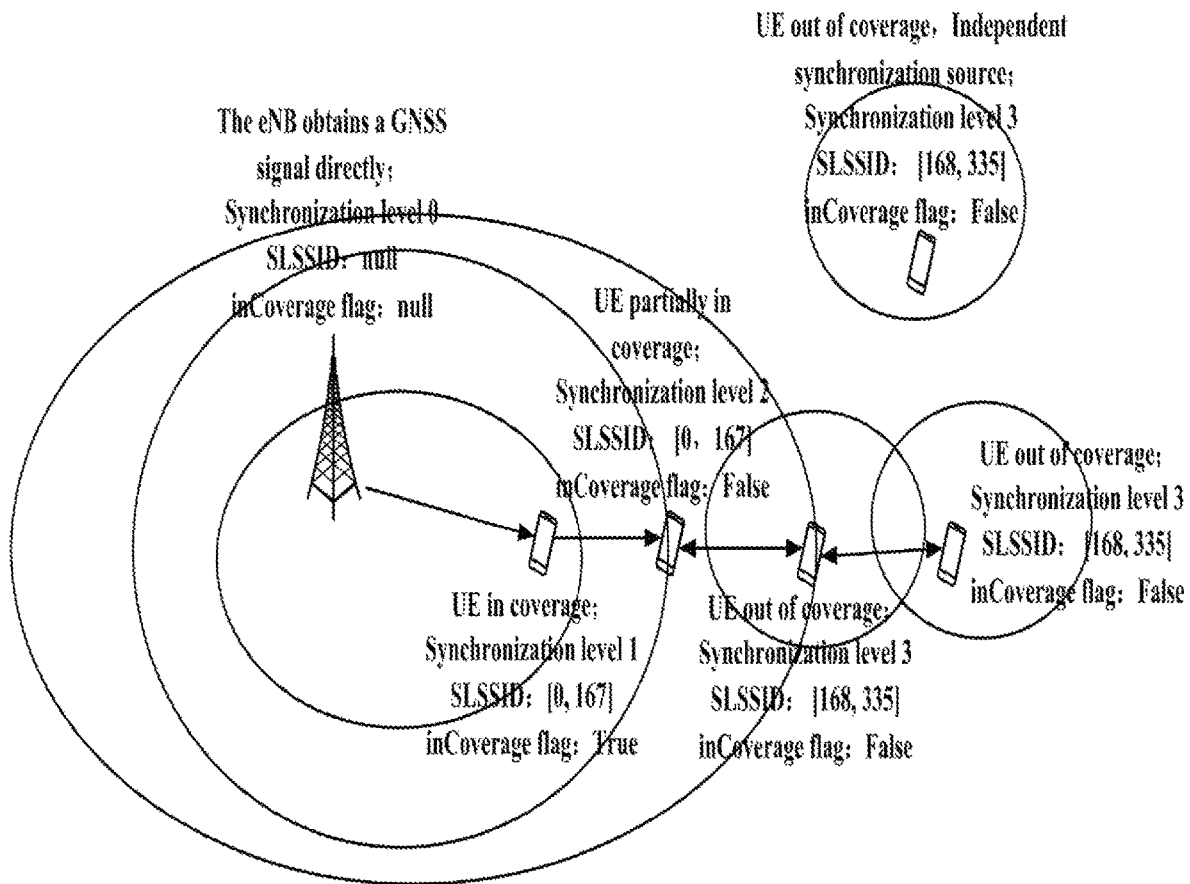 UE out of coverage, Independent
synchronization source;
Synchronization level 3
SLSSID: [168, 335]
inCoverage flag: False
The eNB obtains a GNSS
signal directly;
Synchronization level 0
SLSSID: null
inCoverage flag: null
UE partially in
coverage;
Synchronization level 2
SLSSID: [0, 167]
inCoverage flag: False
UE out of coverage;
Synchronization level 3
SLSSID: [168, 335]
inCoverage flag: False
UE in coverage;
Synchronization level 1
SLSSID: [0, 167]
inCoverage flag: True
UE out of coverage;
Synchronization level 3
SLSSID: [168, 335]
inCoverage flag: False